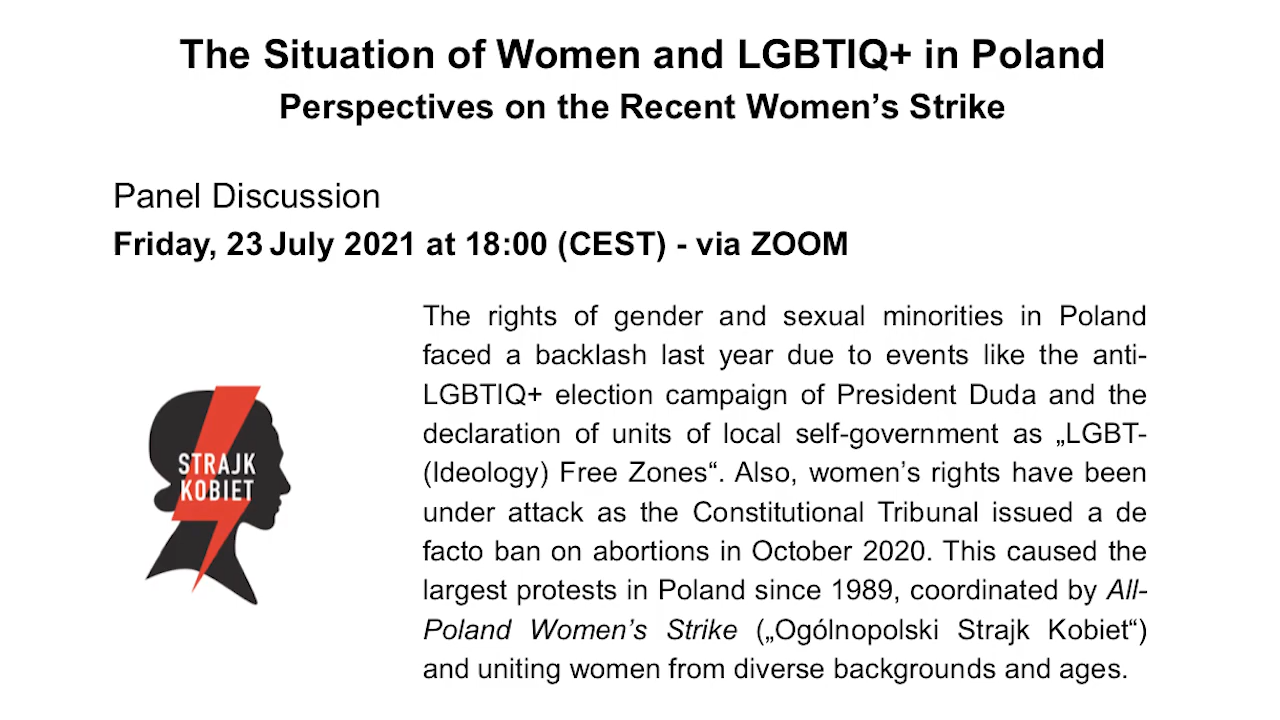 The Situation of Women and LGBTIQ+ in Poland
Perspectives on the Recent Women’s Strike
Panel Discussion
Friday, 23 July 2021 at 18:00 (CEST) - via ZOOM
STRAJK
KOBIET
The rights of gender and sexual minorities in Poland
faced a backlash last year due to events like the anti-
LGBTIQ+ election campaign of President Duda and the
declaration of units of local self-government as „LGBT-
(Ideology) Free Zones“. Also, women’s rights have been
under attack as the Constitutional Tribunal issued a de
facto ban on abortions in October 2020. This caused the
largest protests in Poland since 1989, coordinated by All-
Poland Women’s Strike („Ogólnopolski Strajk Kobiet“)
and uniting women from diverse backgrounds and ages.